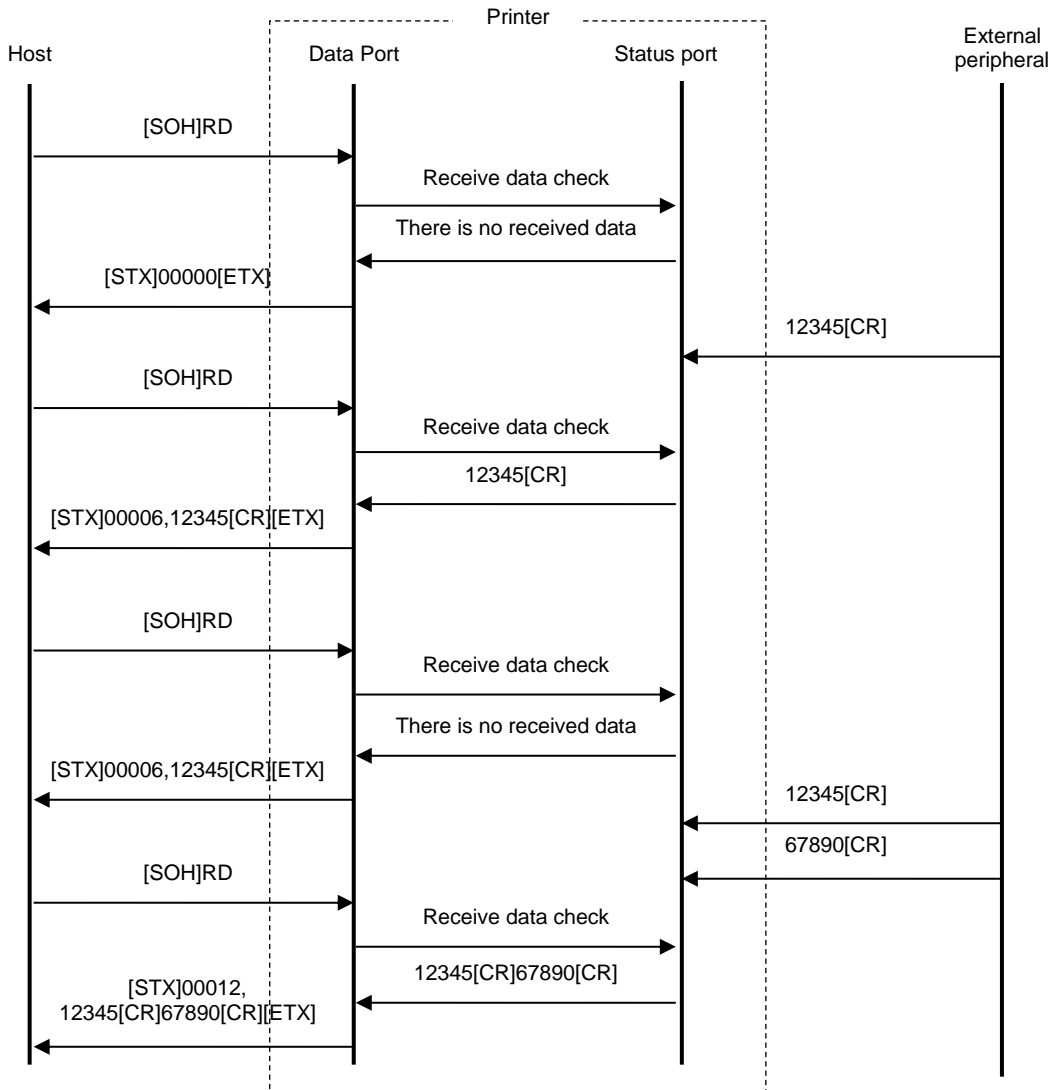 Printer
Host
Data Port
Status port
External
peripheral
[SOH]RD
Receive data check
There is no received data
[STX]00000[ETX]
12345[CR]
[SOH]RD
Receive data check
12345[CR]
[STX]00006,12345[CR][ETX]
[SOH]RD
Receive data check
There is no received data
[STX]00006,12345[CR][ETX]
12345[CR]
67890[CR]
[SOH]RD
Receive data check
12345[CR]67890[CR]
[STX]00012,
12345[CR]67890[CR][ETX]